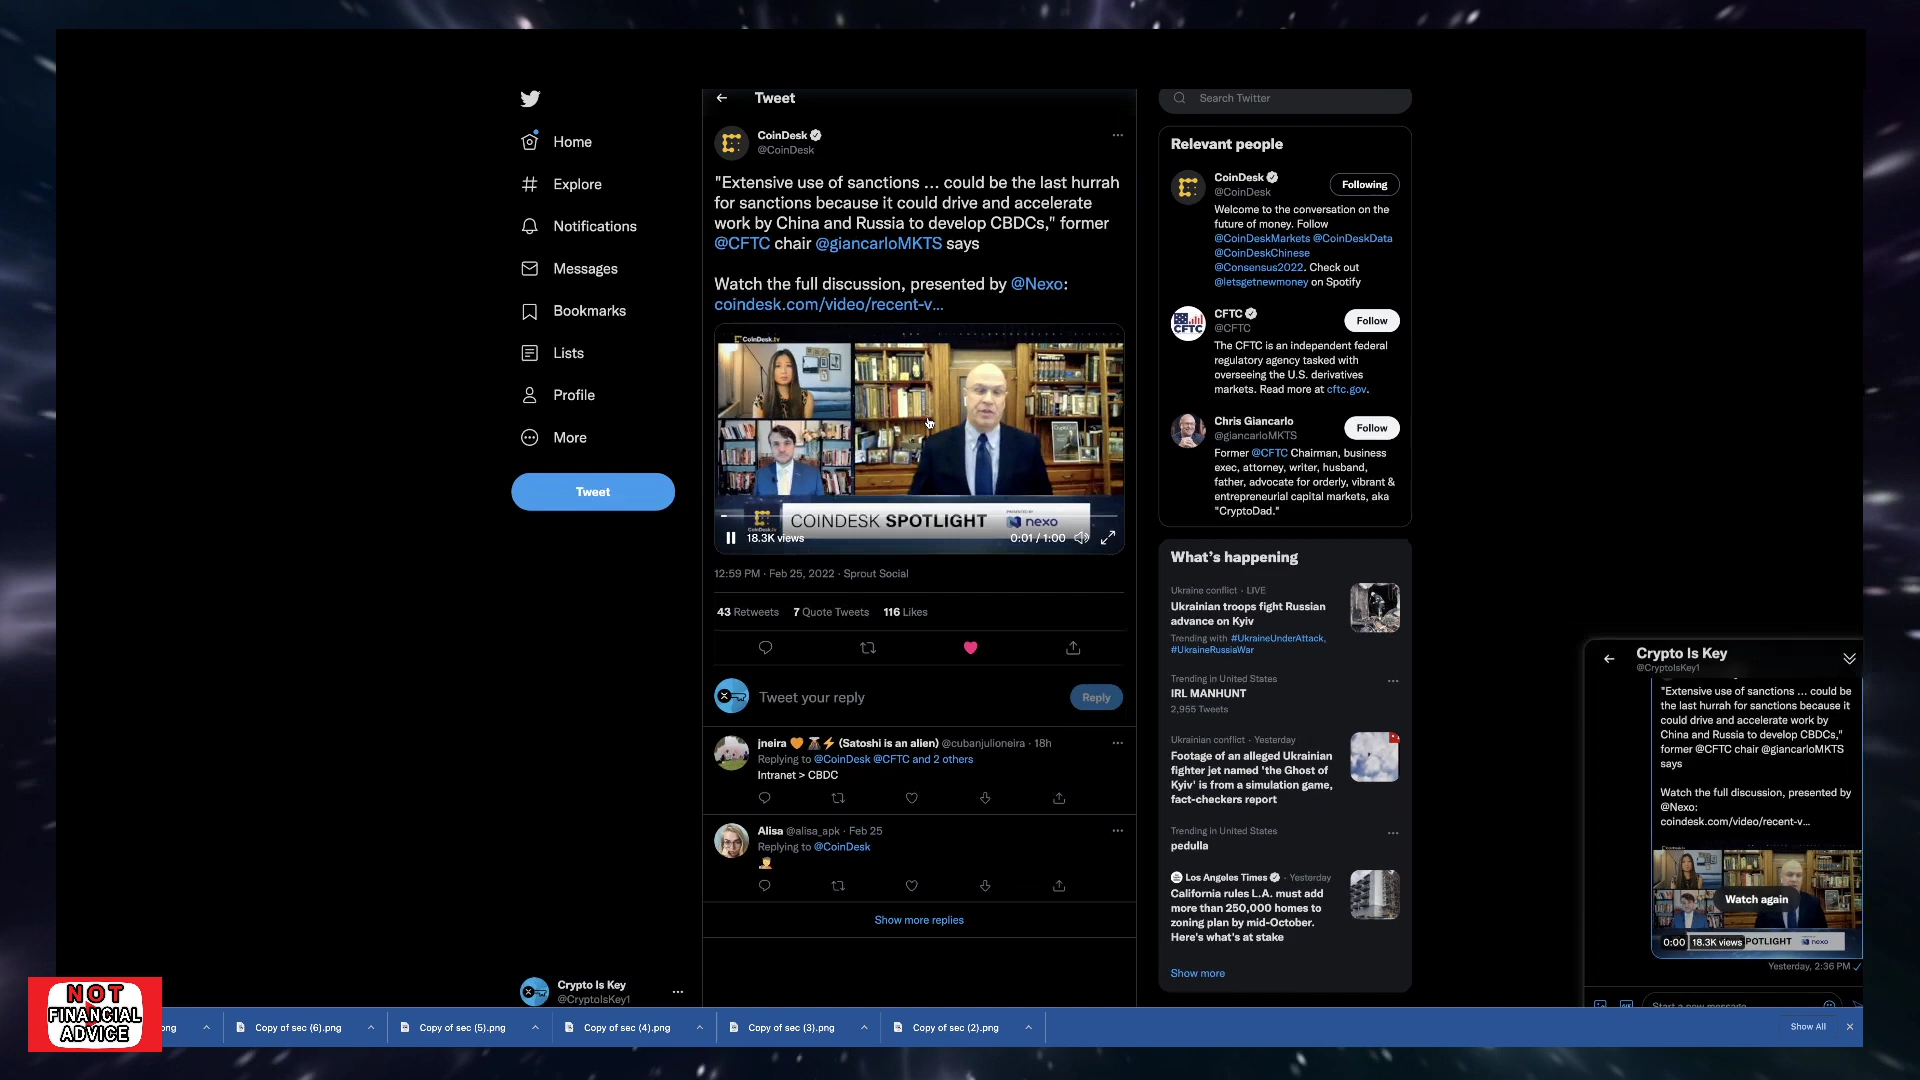 Home
Explore
Notifications
Messages
Bookmarks
Lists
Profile
More
Tweet
Crypto Is Key
@CryptoIsKey1
Tweet
CoinDesk
@CoinDesk
"Extensive use of sanctions ... could be the last hurrah
for sanctions because it could drive and accelerate
work by China and Russia to develop CBDCs," former
@CFTC chair @giancarloMKTS says
Watch the full discussion, presented by @Nexo:
coindesk.com/video/recent-v...
CoinDesk.tv
COINDESK SPOTLIGHT
PRESENTED BY
nexo
18.3K views
0:01 / 1:00
12:59 PM · Feb 25, 2022 · Sprout Social
43 Retweets 7 Quote Tweets 116 Likes
Tweet your reply
Reply
jneira (Satoshi is an alien) @cubanjulioneira · 18h
Replying to @CoinDesk @CFTC and 2 others
Intranet > CBDC
Alisa @alisa_apk · Feb 25
Replying to @CoinDesk
Show more replies
Search Twitter
Relevant people
CoinDesk
@CoinDesk
Following
Welcome to the conversation on the
future of money. Follow
@CoinDeskMarkets @CoinDeskData
@CoinDeskChinese
@Consensus2022. Check out
@letsgetnewmoney on Spotify
CFTC
CFTC
@CFTC
Follow
The CFTC is an independent federal
regulatory agency tasked with
overseeing the U.S. derivatives
markets. Read more at cftc.gov.
Chris Giancarlo
@giancarloMKTS
Follow
Former @CFTC Chairman, business
exec, attorney, writer, husband,
father, advocate for orderly, vibrant &
entrepreneurial capital markets, aka
"CryptoDad."
What's happening
Ukraine conflict · LIVE
Ukrainian troops fight Russian
advance on Kyiv
Trending with #UkraineUnderAttack,
#UkraineRussiaWar
Trending in United States
IRL MANHUNT
2,955 Tweets
Ukrainian conflict · Yesterday
Footage of an alleged Ukrainian
fighter jet named 'the Ghost of
Kyiv' is from a simulation game,
fact-checkers report
Trending in United States
pedulla
Los Angeles Times · Yesterday
California rules L.A. must add
more than 250,000 homes to
zoning plan by mid-October.
Here's what's at stake
Show more
Crypto Is Key
@CryptoIsKey1
"Extensive use of sanctions ... could be
the last hurrah for sanctions because it
could drive and accelerate work by
China and Russia to develop CBDCs,"
former @CFTC chair @giancarloMKTS
says
Watch the full discussion, presented by
@Nexo:
coindesk.com/video/recent-v...
Watch again
0:00 18.3K views
POTLIGHT
nexo
Yesterday, 2:36 PM
Start a new message
NOT
FINANCIAL
ADVICE
ong
Copy of sec (6).png
Copy of sec (5).png
Copy of sec (4).png
Copy of sec (3).png
Copy of sec (2).png
Show All